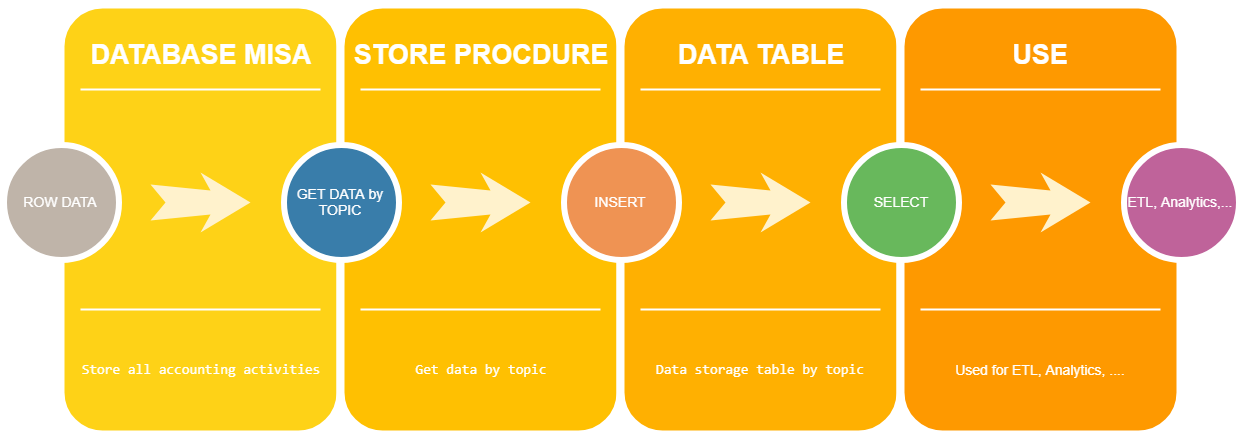 DATABASE MISA
STORE PROCDURE
DATA TABLE
USE
ROW DATA
GET DATA by
TOPIC
INSERT
SELECT
ETL, Analytics,...
Store all accounting activities
Get data by topic
Data storage table by topic
Used for ETL, Analytics, ....